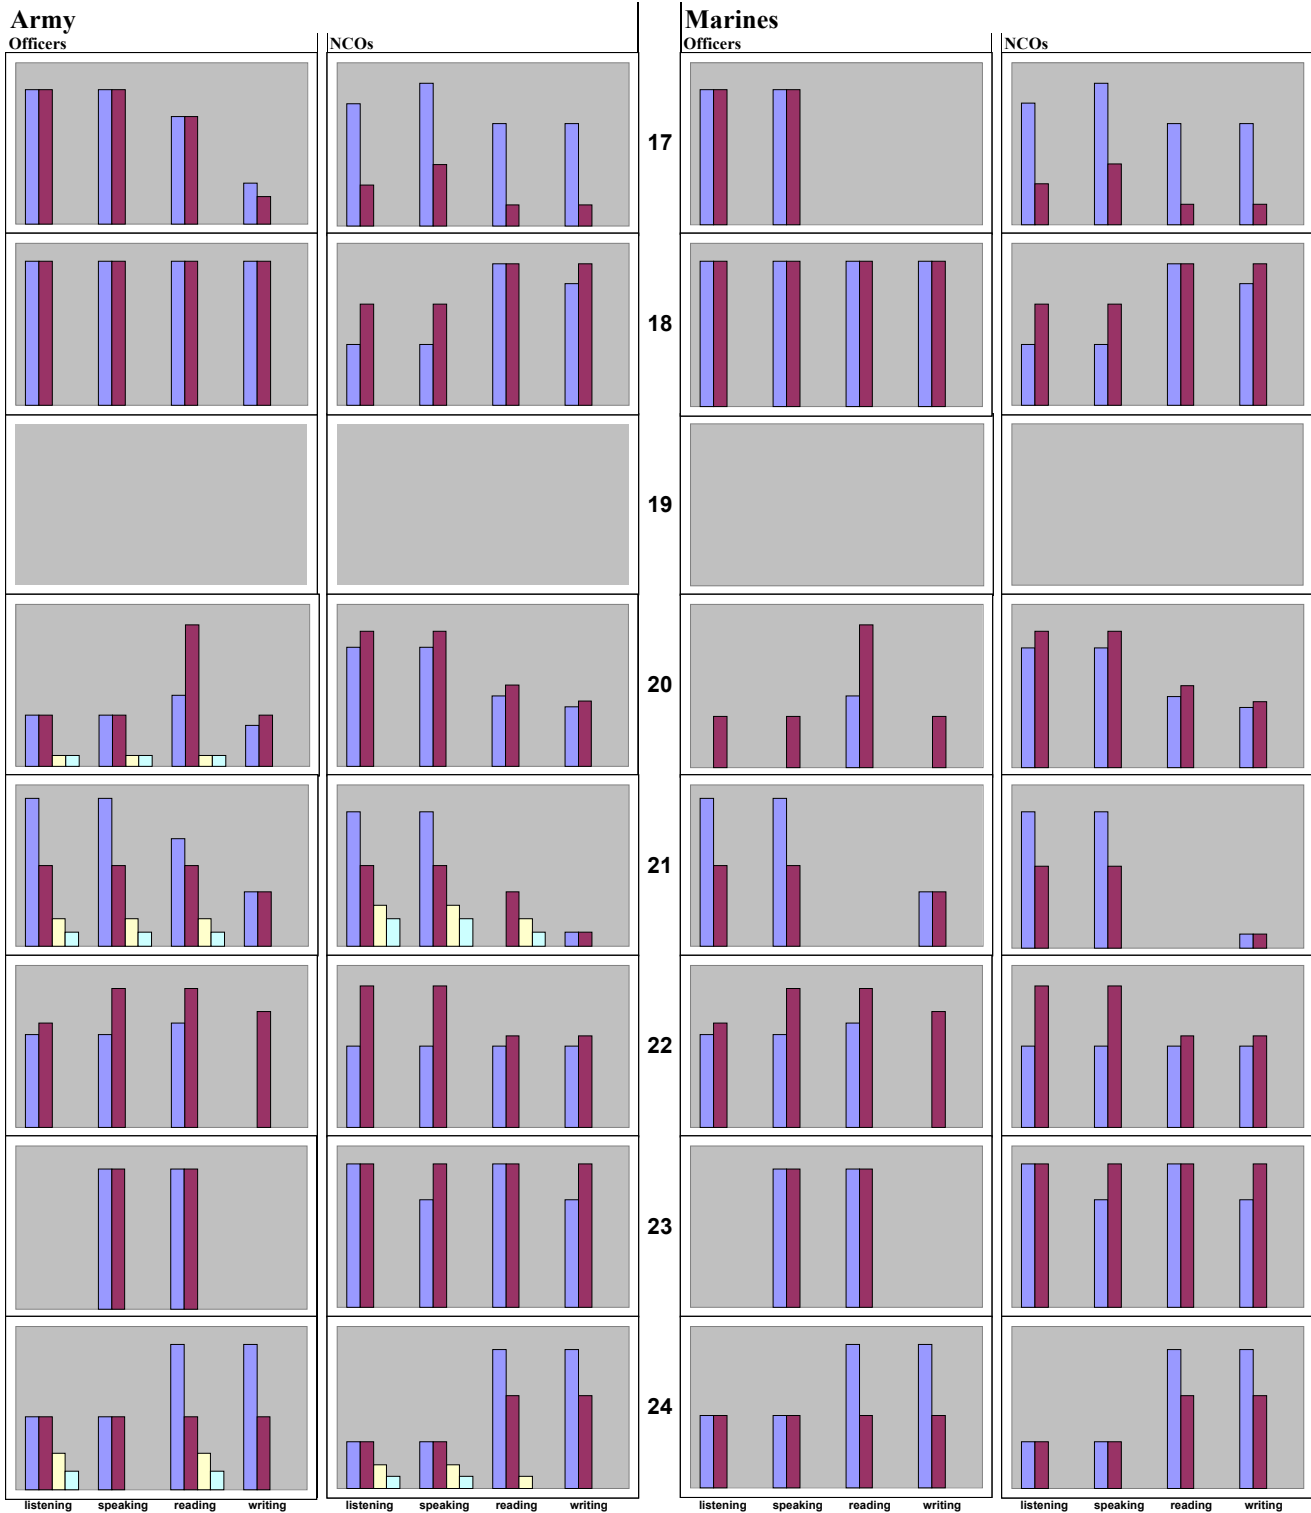 Army
Marines
Officers
NCOs
Officers
NCOs
17
18
19
20
21
22
23
24
listening speaking reading writing
listening speaking reading writing
listening speaking reading writing
listening speaking reading writing